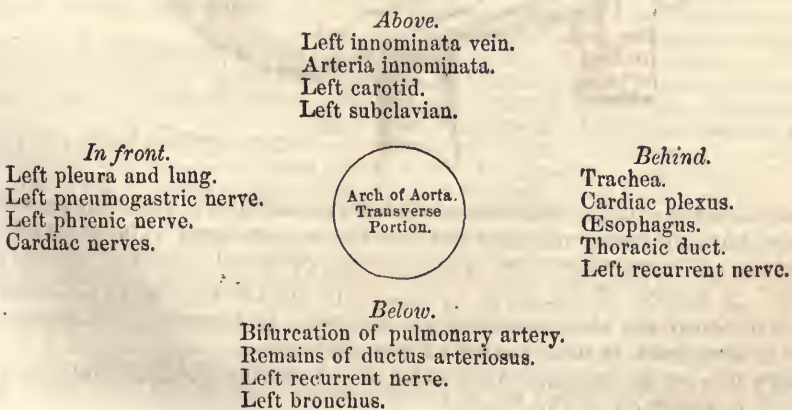 Above.
Left innominata vein.
Arteria innominata.
Left carotid.
Left subclavian.
In front.
Left pleura and lung.
Left pneumogastric nerve.
Left phrenic nerve.
Cardiac nerves.
Arch of Aorta.
Transverse
Portion.
Behind.
Trachea.
Cardiac plexus.
Œsophagus.
Thoracic duct.
Left recurrent nerve.
Below.
Bifurcation of pulmonary artery.
Remains of ductus arteriosus.
Left recurrent nerve.
Left bronchus.